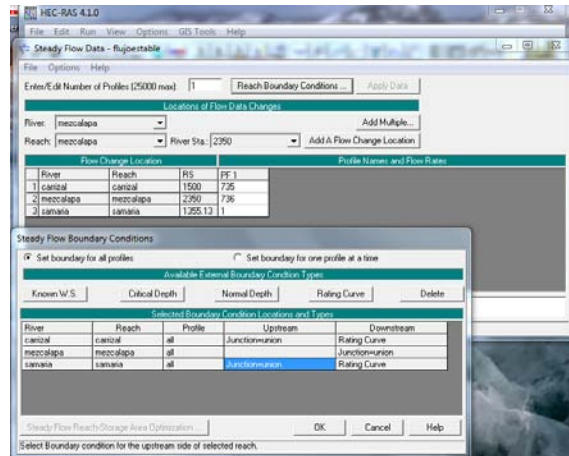 HEC-RAS 4.1.0
File Edit Run View Options GIS Tools Help
Steady Flow Data - flujoestable
File Options Help
Enter/Edit Number of Profiles (25000 max): 1 Reach Boundary Conditions ... Apply Data
Locations of Flow Data Changes
River: mezcalapa Add Multiple...
Reach: mezcalapa River Sta.: 2350 Add A Flow Change Location
Flow Change Location Profile Names and Flow Rates
River Reach RS PF 1
1 carrizal carrizal 1500 735
2 mezcalapa mezcalapa 2350 736
3 samaria samaria 1355.13 1
Steady Flow Boundary Conditions
Set boundary for all profiles Set boundary for one profile at a time
Available External Boundary Condtion Types
Known W.S. Critical Depth Normal Depth Rating Curve Delete
Selected Boundary Condition Locations and Types
River Reach Profile Upstream Downstream
carrizal carrizal all Junction=union Rating Curve
mezcalapa mezcalapa all Junction=union
samaria samaria all Junction=union Rating Curve
Steady Flow Reach-Storage Area Optimization ... OK Cancel Help
Select Boundary condition for the upstream side of selected reach.